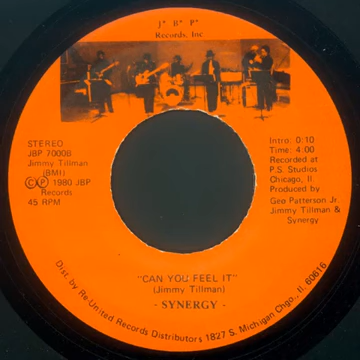 J* B* P*
Records, Inc
STEREO
JBP 70006
Jimmy Tillman
(BMI)
©℗ 1980 JBP
Records
45 RPM
Intro: 0:10
Time: 4:00
Recorded at
P.S. Studios
Chicago, Il.
Produced by
Geo Patterson Jr.
Jimmy Tillman &
Synergy
"CAN YOU FEEL IT"
(Jimmy Tillman)
- SYNERGY -
Dist. by Re-United Records Distributors 1827 S. Michigan Chgo., Il. 60616